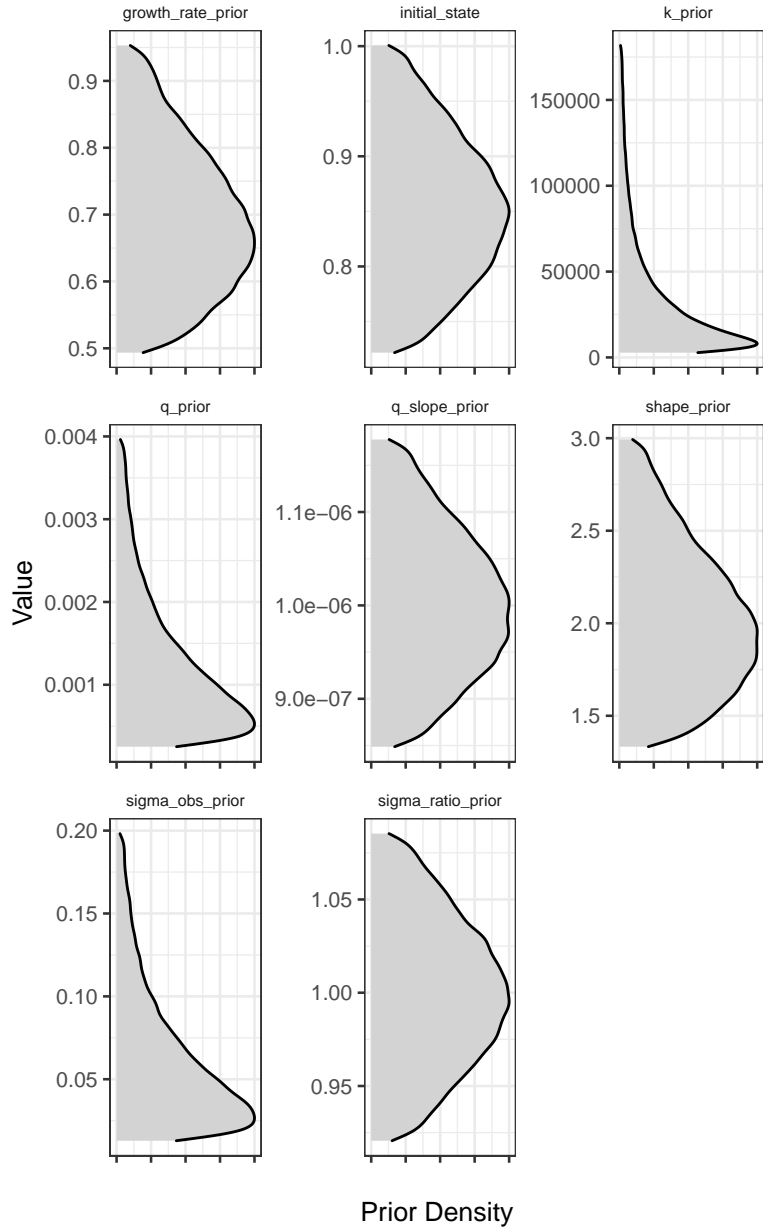 growth_rate_prior
initial_state
k_prior
0.9
0.8
0.7
0.6
0.5
1.0
0.9
0.8
150000
100000
50000
0
q_prior
q_slope_prior
shape_prior
0.004
0.003
0.002
0.001
1.1e−06
1.0e−06
9.0e−07
3.0
2.5
2.0
1.5
Value
sigma_obs_prior
sigma_ratio_prior
0.20
0.15
0.10
0.05
1.05
1.00
0.95
Prior Density